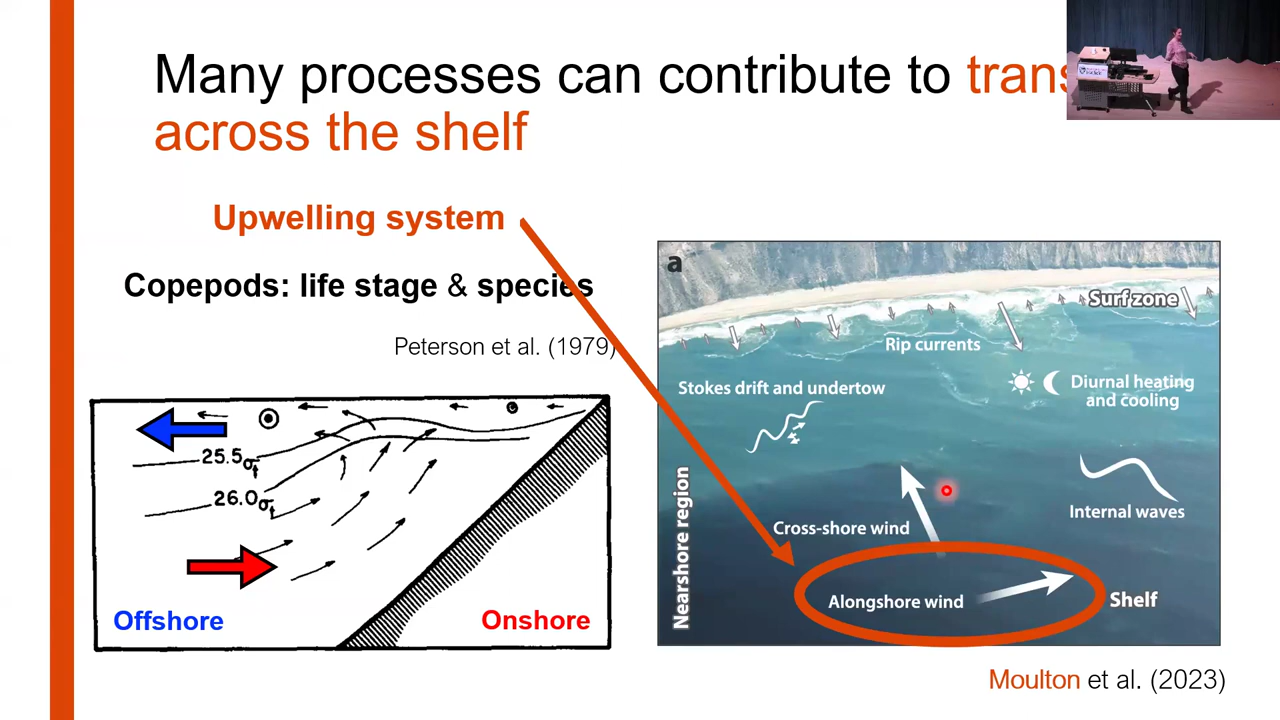 Many processes can contribute to
across the shelf
Upwelling system
Copepods: life stage & species
Peterson et al. (1979)
25.5σt
26.0σt
Offshore
Onshore
a
Surf zone
Rip currents
Stokes drift and undertow
Diurnal heating
and cooling
Nearshore region
Internal waves
Cross-shore wind
Alongshore wind
Shelf
Moulton et al. (2023)